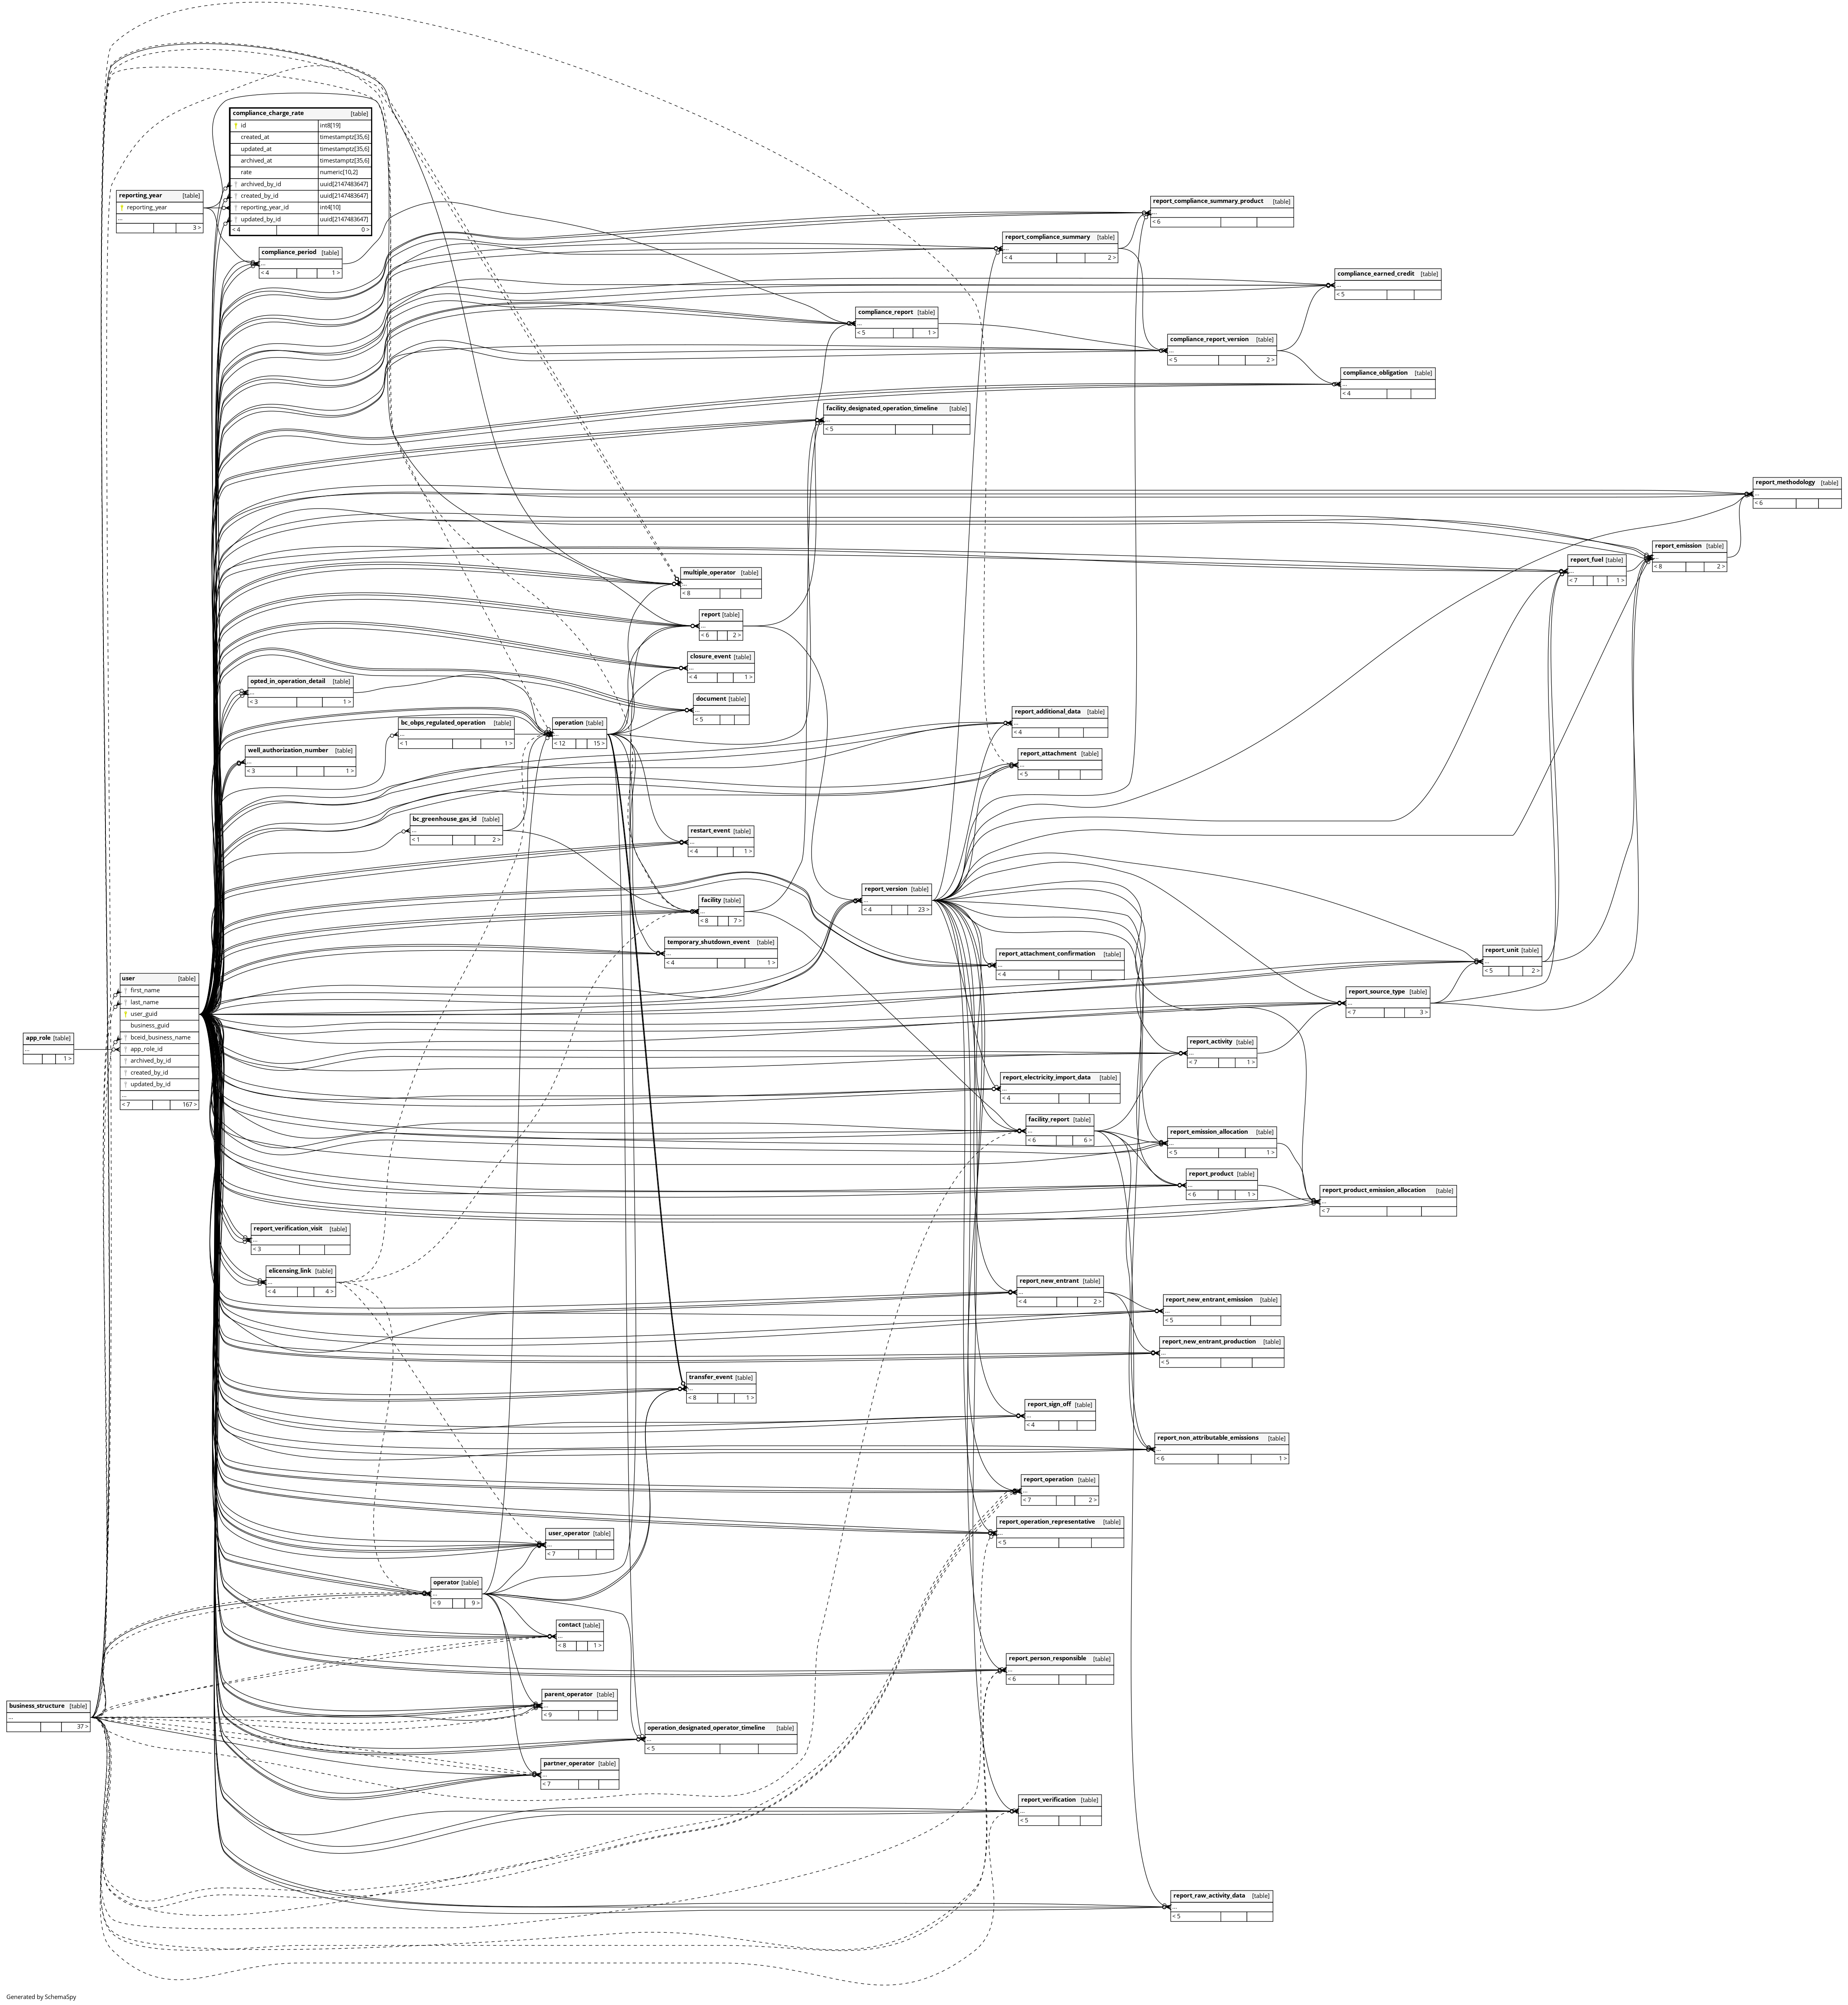 compliance_charge_rate [table]
id int8[19]
created_at timestamptz[35,6]
updated_at timestamptz[35,6]
archived_at timestamptz[35,6]
rate numeric[10,2]
archived_by_id uuid[2147483647]
created_by_id uuid[2147483647]
reporting_year_id int4[10]
updated_by_id uuid[2147483647]
< 4 0 >
reporting_year [table]
reporting_year
...
3 >
compliance_period [table]
...
< 4 1 >
report_compliance_summary_product [table]
...
< 6
report_compliance_summary [table]
...
< 4 2 >
compliance_earned_credit [table]
...
< 5
compliance_report [table]
...
< 5 1 >
compliance_report_version [table]
...
< 5 2 >
compliance_obligation [table]
...
< 4
facility_designated_operation_timeline [table]
...
< 5
report_methodology [table]
...
< 6
report_emission [table]
...
< 8 2 >
report_fuel [table]
...
< 7 1 >
multiple_operator [table]
...
< 8
report [table]
...
< 6 2 >
closure_event [table]
...
< 4 1 >
opted_in_operation_detail [table]
...
< 3 1 >
document [table]
...
< 5
bc_obps_regulated_operation [table]
...
< 1 1 >
operation [table]
...
< 12 15 >
report_additional_data [table]
...
< 4
well_authorization_number [table]
...
< 3 1 >
report_attachment [table]
...
< 5
bc_greenhouse_gas_id [table]
...
< 1 2 >
restart_event [table]
...
< 4 1 >
report_version [table]
...
< 4 23 >
facility [table]
...
< 8 7 >
temporary_shutdown_event [table]
...
< 4 1 >
report_attachment_confirmation [table]
...
< 4
report_unit [table]
...
< 5 2 >
report_source_type [table]
...
< 7 3 >
user [table]
first_name
last_name
user_guid
business_guid
bceid_business_name
app_role_id
archived_by_id
created_by_id
updated_by_id
...
< 7 167 >
app_role [table]
...
1 >
report_activity [table]
...
< 7 1 >
report_electricity_import_data [table]
...
< 4
facility_report [table]
...
< 6 6 >
report_emission_allocation [table]
...
< 5 1 >
report_product [table]
...
< 6 1 >
report_product_emission_allocation [table]
...
< 7
report_verification_visit [table]
...
< 3
elicensing_link [table]
...
< 4 4 >
report_new_entrant [table]
...
< 4 2 >
report_new_entrant_emission [table]
...
< 5
report_new_entrant_production [table]
...
< 5
transfer_event [table]
...
< 8 1 >
report_sign_off [table]
...
< 4
report_non_attributable_emissions [table]
...
< 6 1 >
report_operation [table]
...
< 7 2 >
report_operation_representative [table]
...
< 5
user_operator [table]
...
< 7
operator [table]
...
< 9 9 >
contact [table]
...
< 8 1 >
report_person_responsible [table]
...
< 6
parent_operator [table]
...
< 9
business_structure [table]
...
37 >
operation_designated_operator_timeline [table]
...
< 5
partner_operator [table]
...
< 7
report_verification [table]
...
< 5
report_raw_activity_data [table]
...
< 5
Generated by SchemaSpy